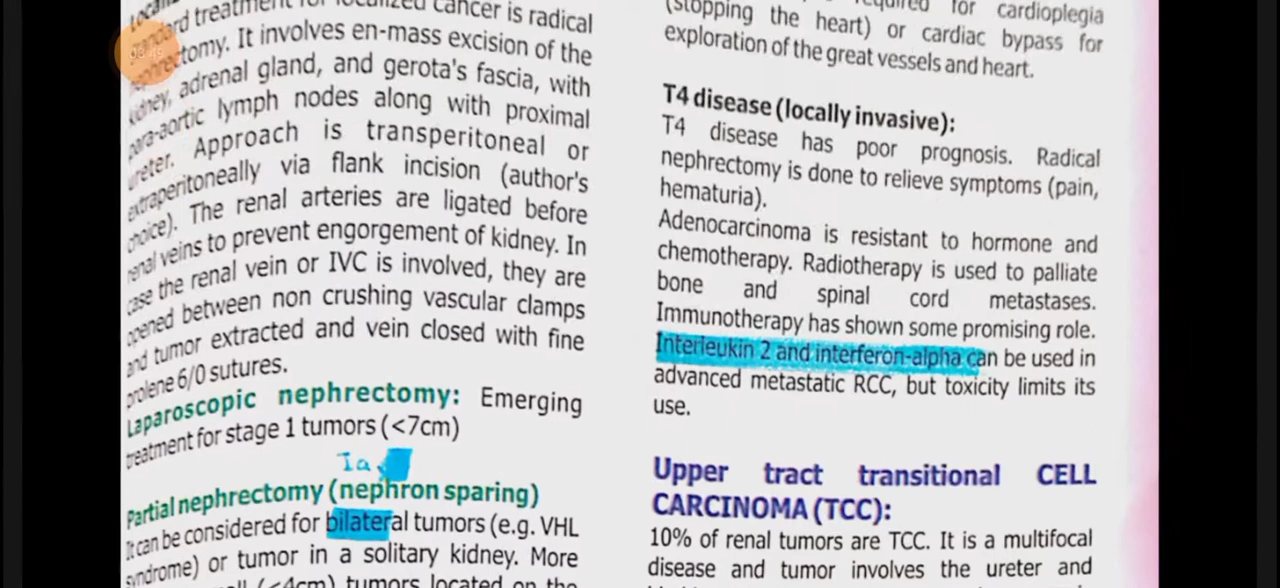 standard treatment for localized cancer is radical
nephrectomy. It involves en-mass excision of the
kidney, adrenal gland, and gerota's fascia, with
para-aortic lymph nodes along with proximal
ureter. Approach is transperitoneal or
extraperitoneally via flank incision (author's
choice). The renal arteries are ligated before
renal veins to prevent engorgement of kidney. In
case the renal vein or IVC is involved, they are
opened between non crushing vascular clamps
and tumor extracted and vein closed with fine
prolene 6/0 sutures.
Laparoscopic nephrectomy: Emerging
treatment for stage 1 tumors (<7cm)
Ia
Partial nephrectomy (nephron sparing)
It can be considered for bilateral tumors (e.g. VHL
syndrome) or tumor in a solitary kidney. More
(<4cm) tumors located on the
required for cardioplegia
(stopping the heart) or cardiac bypass for
exploration of the great vessels and heart.
T4 disease (locally invasive):
T4 disease has poor prognosis. Radical
nephrectomy is done to relieve symptoms (pain,
hematuria).
Adenocarcinoma is resistant to hormone and
chemotherapy. Radiotherapy is used to palliate
bone and spinal cord metastases.
Immunotherapy has shown some promising role.
Interleukin 2 and interferon-alpha can be used in
advanced metastatic RCC, but toxicity limits its
use.
Upper tract transitional CELL
CARCINOMA (TCC):
10% of renal tumors are TCC. It is a multifocal
disease and tumor involves the ureter and